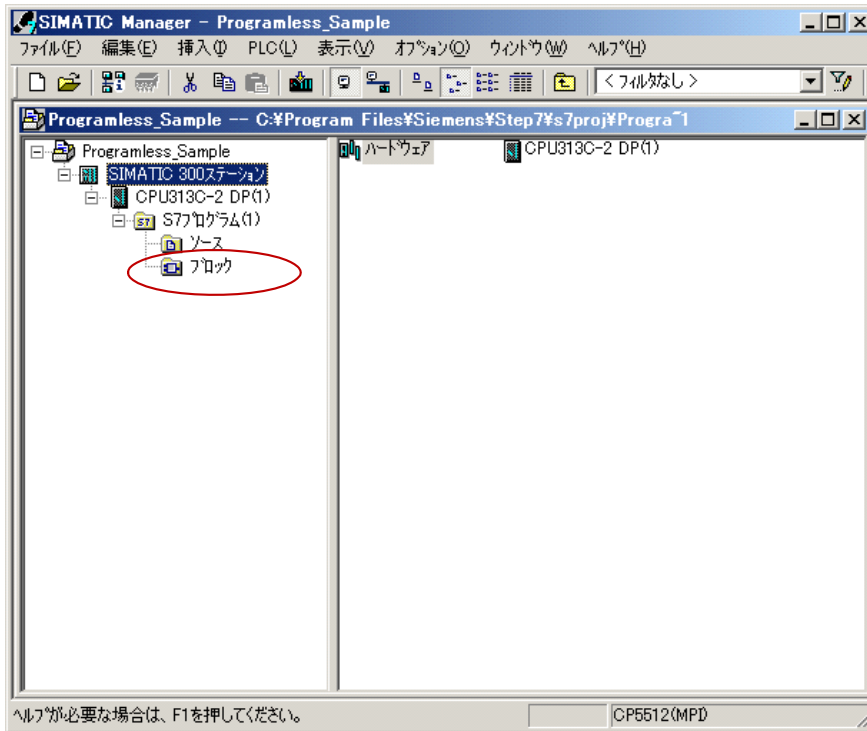 SIMATIC Manager - Programless_Sample
ファイル(F) 編集(E) 挿入(I) PLC(L) 表示(V) オプション(O) ウィンドウ(W) ヘルプ(H)
< フィルタなし >
Programless_Sample -- C:¥Program Files¥Siemens¥Step7¥s7proj¥Progra~1
Programless_Sample
SIMATIC 300ステーション
CPU313C-2 DP(1)
S7プログラム(1)
ソース
ブロック
ハードウェア CPU313C-2 DP(1)
ヘルプが必要な場合は、F1を押してください。 CP5512(MPI)